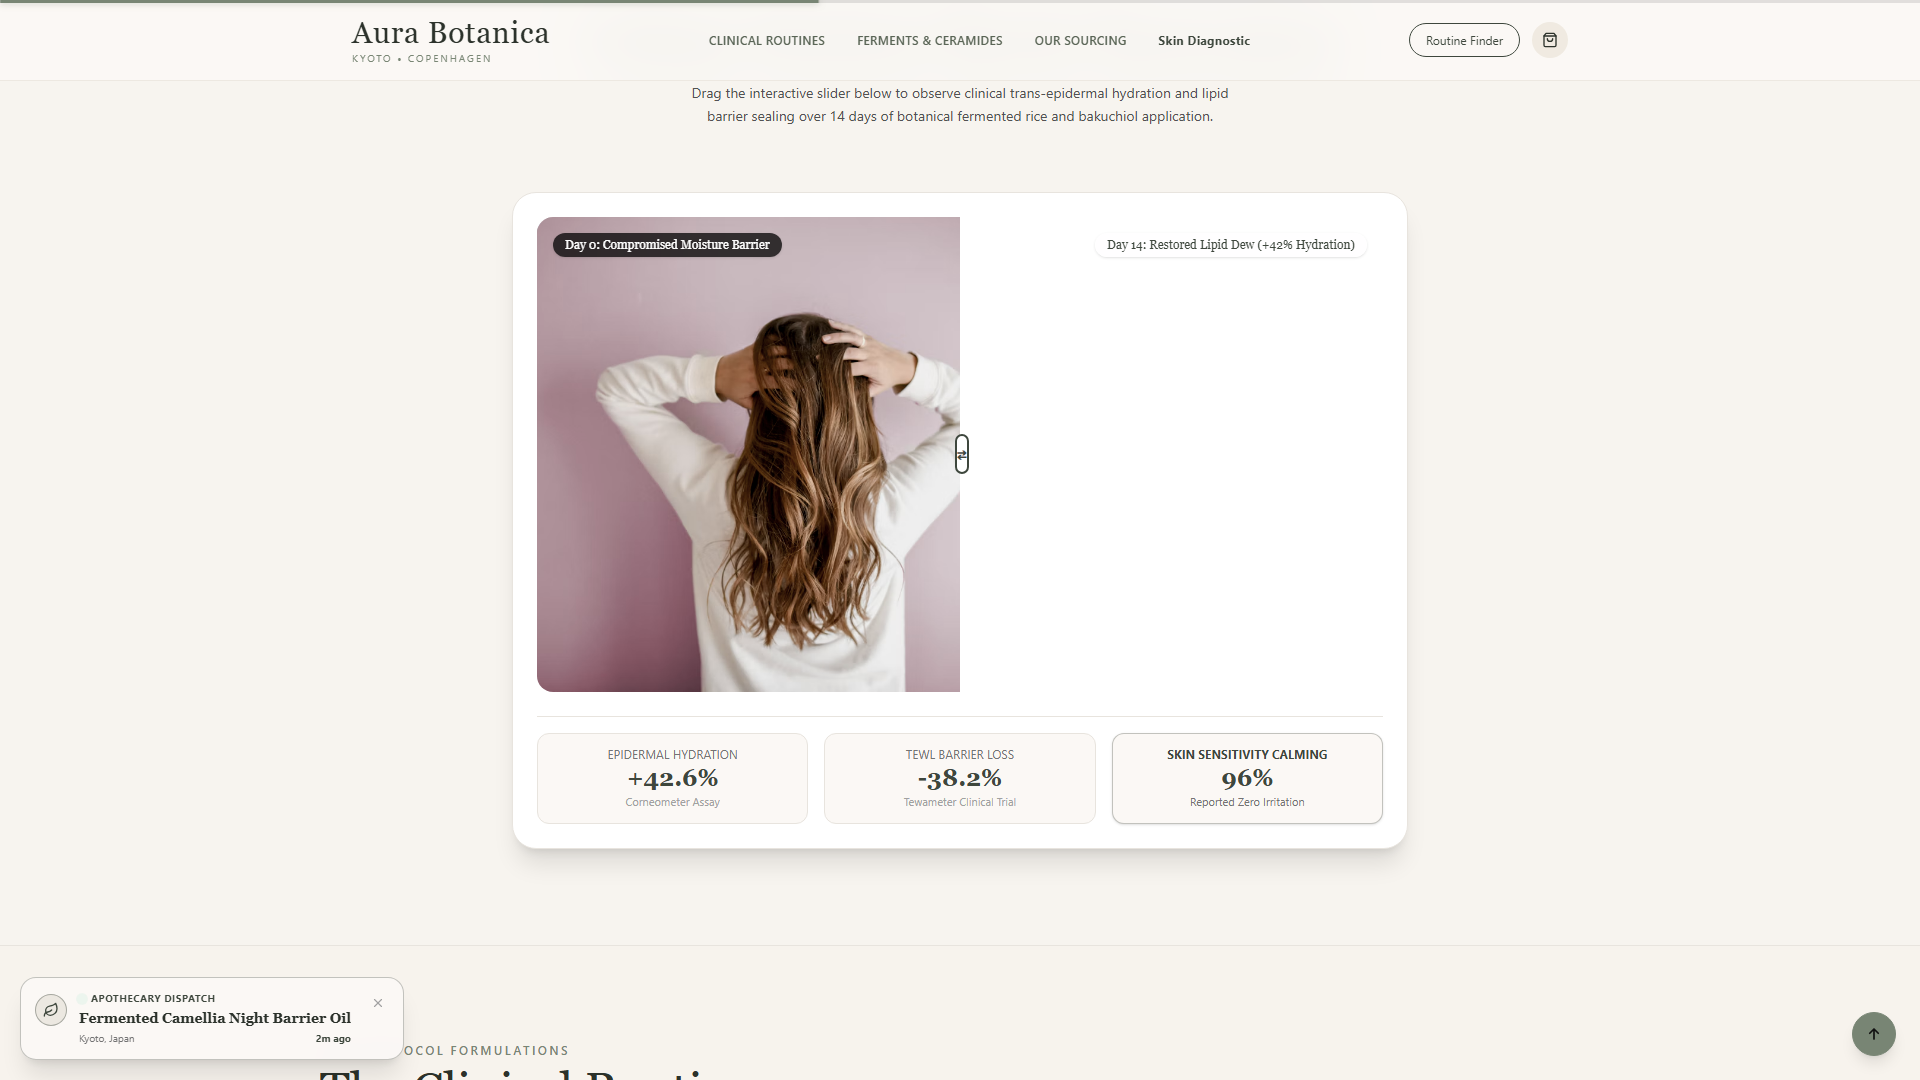 Aura Botanica
KYOTO • COPENHAGEN
CLINICAL ROUTINES
FERMENTS & CERAMIDES
OUR SOURCING
Skin Diagnostic
Routine Finder
Drag the interactive slider below to observe clinical trans-epidermal hydration and lipid
barrier sealing over 14 days of botanical fermented rice and bakuchiol application.
Day 0: Compromised Moisture Barrier
Day 14: Restored Lipid Dew (+42% Hydration)
EPIDERMAL HYDRATION
+42.6%
Corneometer Assay
TEWL BARRIER LOSS
-38.2%
Tewameter Clinical Trial
SKIN SENSITIVITY CALMING
96%
Reported Zero Irritation
APOTHECARY DISPATCH
Fermented Camellia Night Barrier Oil
Kyoto, Japan
2m ago
OCOL FORMULATIONS
The Clinical